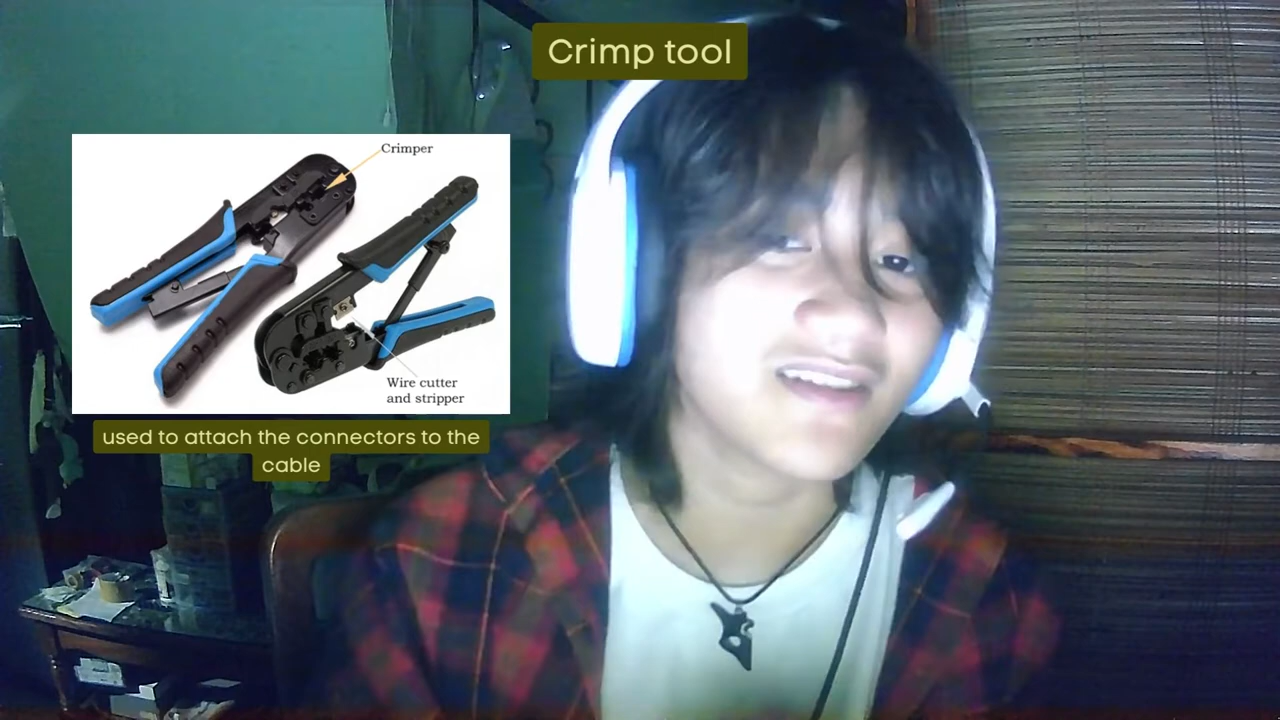 Crimp tool
Crimper
Wire cutter
and stripper
used to attach the connectors to the
cable